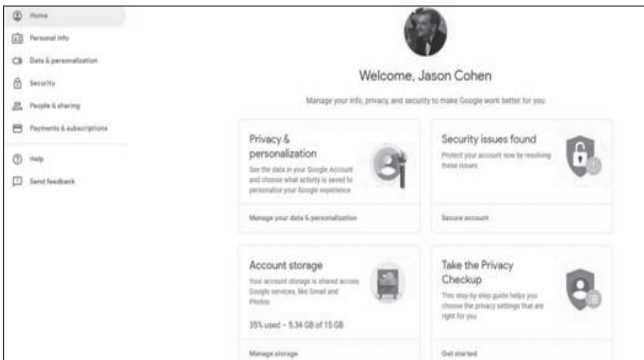 Home
Personal info
Data & personalization
Security
People & sharing
Payments & subscriptions
Help
Send feedback
Welcome, Jason Cohen
Manage your info, privacy, and security to make Google work better for you
Privacy &
personalization
See the data in your Google Account
and choose what activity is saved to
personalize your Google experience
Manage your data & personalization
Security issues found
Protect your account now by resolving
these issues
Secure account
Account storage
Your account storage is shared across
Google services, like Gmail and
Photos
35% used – 5.34 GB of 15 GB
Manage storage
Take the Privacy
Checkup
This step-by-step guide helps you
choose the privacy settings that are
right for you
Get started